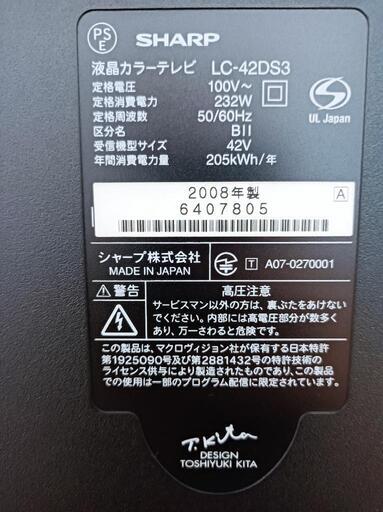 PS
E
SHARP
液晶カラーテレビ LC-42DS3
定格電圧 100V~
定格消費電力 232W
定格周波数 50/60Hz
区分名 BII
受信機型サイズ 42V
年間消費電力量 205kWh/年
UL Japan
2008年製 A
6407805
シャープ株式会社
MADE IN JAPAN
T A07-0270001
警告 高圧注意
サービスマン以外の方は、裏ぶたをあけない
でください。内部には高電圧部分が数多く
あり、万一さわると危険です。
この製品は、マクロヴィジョン社が保有する日本特許
第1925090号及び第2881432号の特許技術の
ライセンス供与により製造されたものであり、この製品
での使用は一部のプログラム配信に限定されています。
T.Kita
DESIGN
TOSHIYUKI KITA